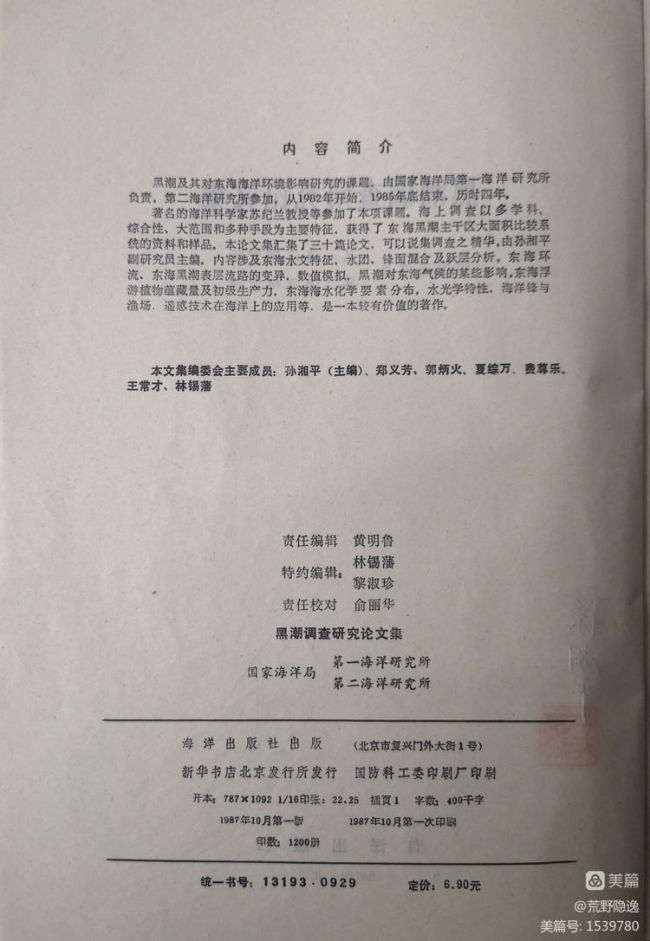 内容简介
黑潮及其对东海海洋环境影响研究的课题，由国家海洋局第一海洋研究所
负责，第二海洋研究所参加，从1982年开始，1985年底结束，历时四年。
著名的海洋科学家苏纪兰教授等参加了本项课题，海上调查以多学科、
综合性、大范围和多种手段为主要特征，获得了东海黑潮主干区大面积比较系
统的资料和样品。本论文集汇集了三十篇论文，可以说集调查之精华，由孙湘平
副研究员主编，内容涉及东海水文特征、水团、锋面混合及跃层分析，东海环
流、东海黑潮表层流路的变异，数值模拟，黑潮对东海气候的某些影响，东海浮
游植物蕴藏量及初级生产力，东海海水化学要素分布，水光学特性，海洋锋与
渔场，遥感技术在海洋上的应用等，是一本较有价值的著作。
本文集编委会主要成员：孙湘平（主编）、郑义芳、郭炳火、夏综万、费尊乐、
王常才、林锡藩
责任编辑 黄明鲁
特约编辑：林锡藩
黎淑珍
责任校对 俞丽华
黑潮调查研究论文集
国家海洋局 第一海洋研究所
第二海洋研究所
海洋出版社出版 （北京市复兴门外大街1号）
新华书店北京发行所发行 国防科工委印刷厂印刷
开本：787×1092 1/16印张：22.25 插页1 字数：400千字
1987年10月第一版 1987年10月第一次印刷
印数：1200册
统一书号：13193·0929 定价：6.90元
美篇
@荒野隐逸
美篇号：1539780